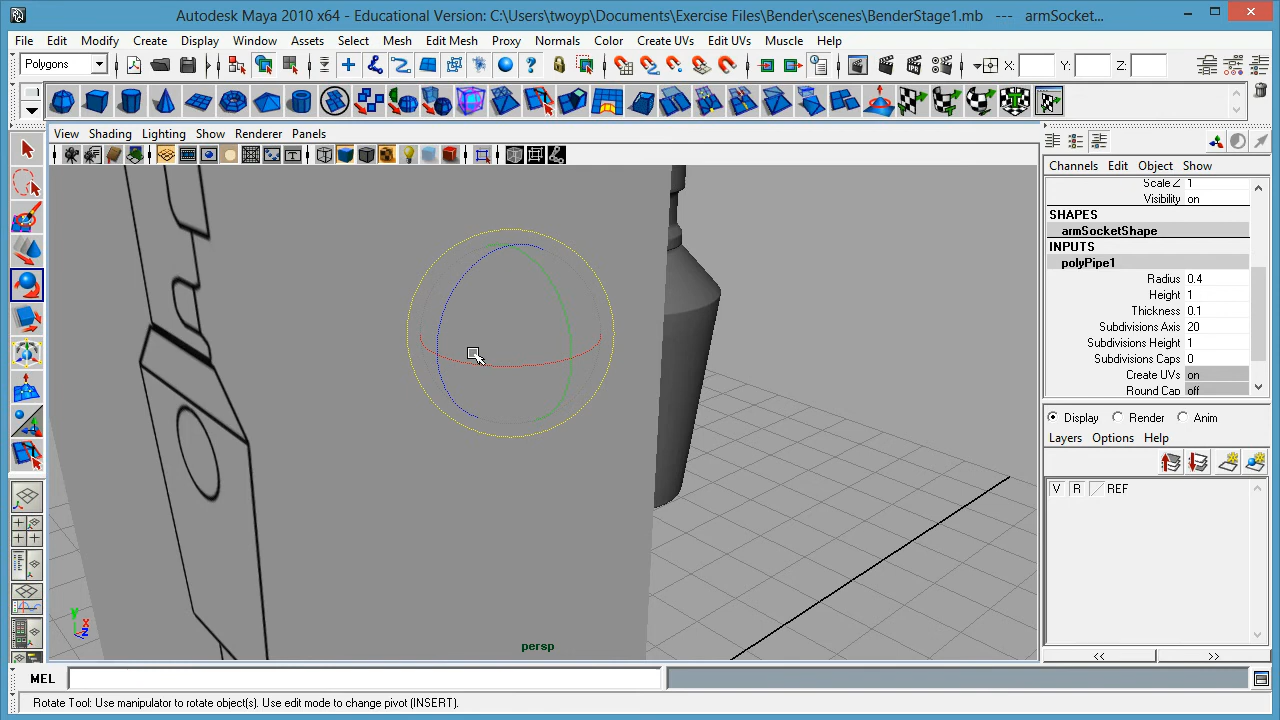 Autodesk Maya 2010 x64 - Educational Version: C:\Users\twoyp\Documents\Exercise Files\Bender\scenes\BenderStage1.mb --- armSocket...
File Edit Modify Create Display Window Assets Select Mesh Edit Mesh Proxy Normals Color Create UVs Edit UVs Muscle Help
Polygons X: Y: Z:
View Shading Lighting Show Renderer Panels
Channels Edit Object Show
Scale Z 1
Visibility on
SHAPES
armSocketShape
INPUTS
polyPipe1
Radius 0.4
Height 1
Thickness 0.1
Subdivisions Axis 20
Subdivisions Height 1
Subdivisions Caps 0
Create UVs on
Round Cap off
Display Render Anim
Layers Options Help
V R REF
y
x
z
persp
<< >>
MEL
Rotate Tool: Use manipulator to rotate object(s). Use edit mode to change pivot (INSERT).